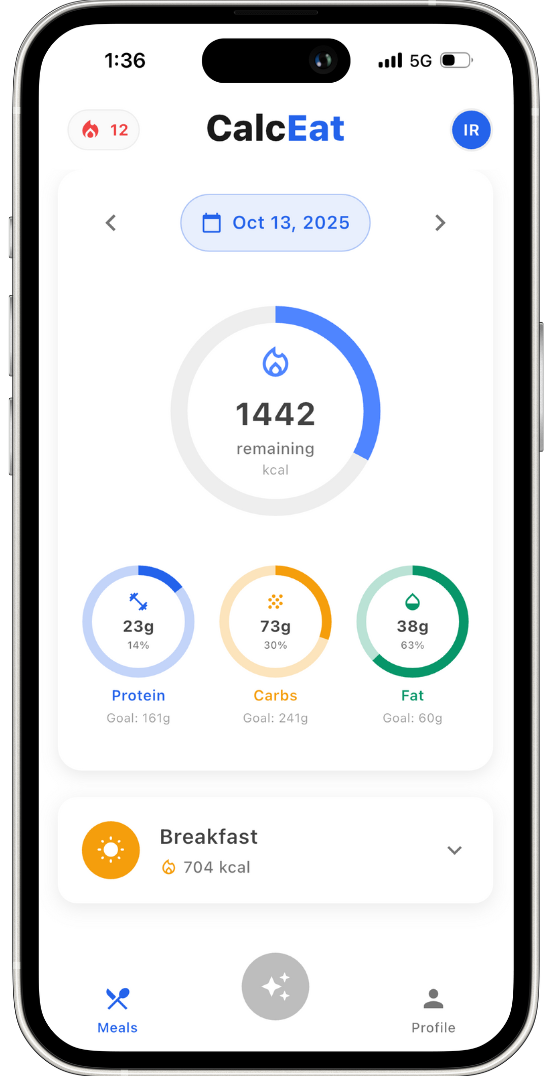 1:36
5G
12
CalcEat
IR
Oct 13, 2025
1442
remaining
kcal
23g
14%
73g
30%
38g
63%
Protein
Carbs
Fat
Goal: 161g
Goal: 241g
Goal: 60g
Breakfast
704 kcal
Meals
Profile